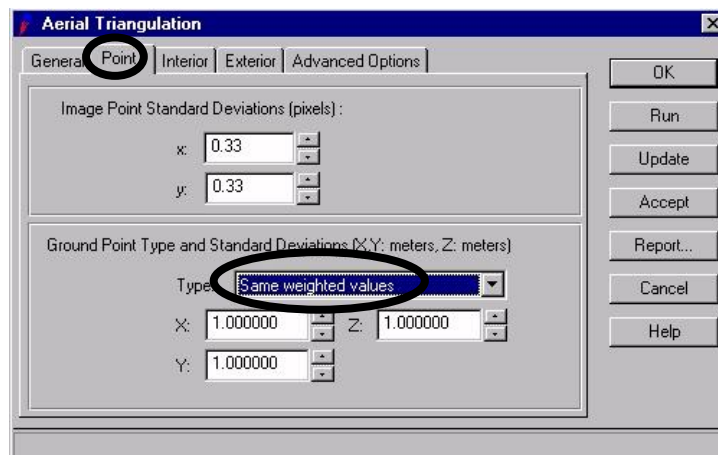 Aerial Triangulation
General Point Interior Exterior Advanced Options
Image Point Standard Deviations (pixels) :
x: 0.33
y: 0.33
Ground Point Type and Standard Deviations (X,Y: meters, Z: meters)
Type: Same weighted values
X: 1.000000 Z: 1.000000
Y: 1.000000
OK
Run
Update
Accept
Report...
Cancel
Help